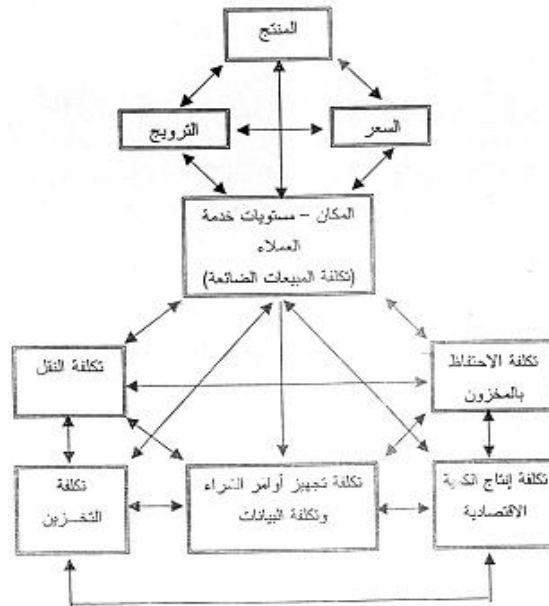 المنتج
السعر
الترويج
المكان – مستويات خدمة
العملاء
(تكلفة المبيعات الضائعة)
تكلفة الاحتفاظ
بالمخزون
تكلفة النقل
تكلفة إنتاج الكمية
الاقتصادية
تكلفة تجهيز أوامر الشراء
وتكلفة البيانات
تكلفة
التخزين